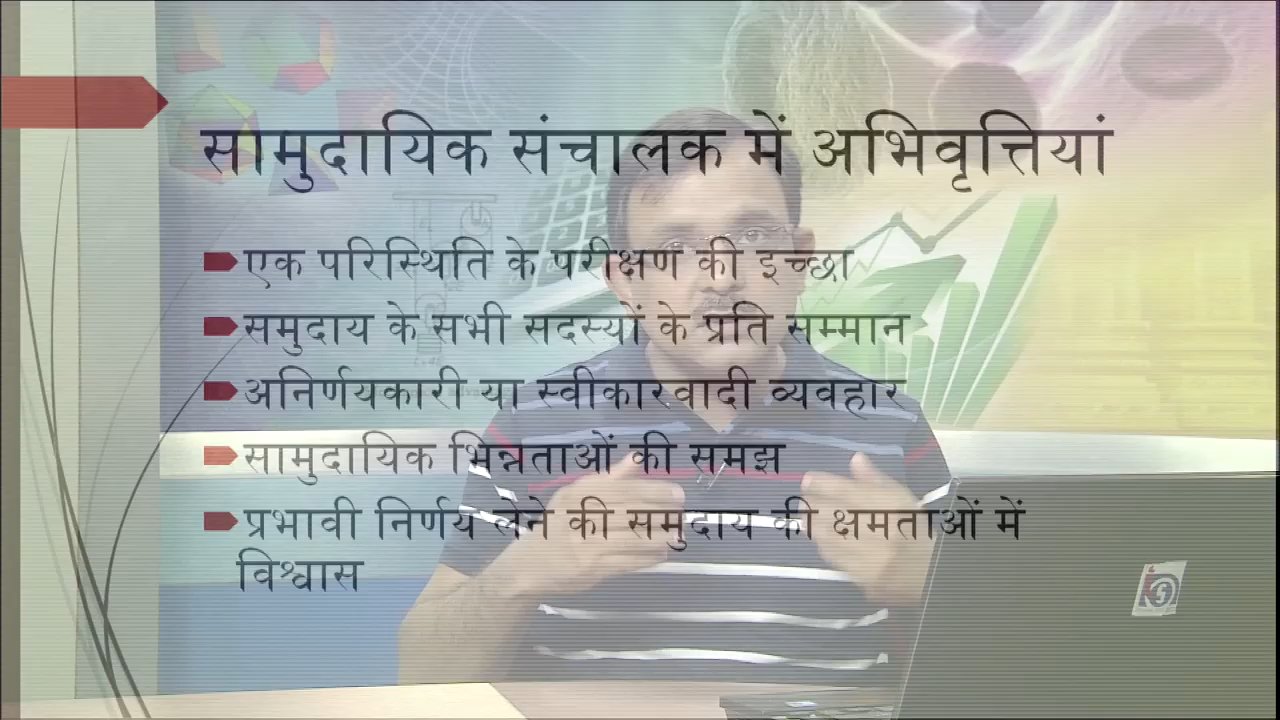 सामुदायिक संचालक में अभिवृत्तियां
एक परिस्थिति के परीक्षण की इच्छा
समुदाय के सभी सदस्यों के प्रति सम्मान
अनिर्णयकारी या स्वीकारवादी व्यवहार
सामुदायिक भिन्नताओं की समझ
प्रभावी निर्णय लेने की समुदाय की क्षमताओं में
विश्वास